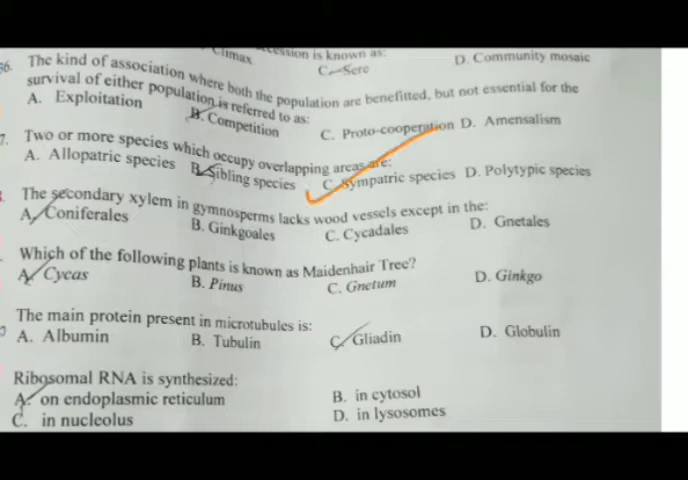 Climax
cession is known as:
C. Sere
D. Community mosaic
36. The kind of association where both the population are benefitted, but not essential for the
survival of either population is referred to as:
A. Exploitation B. Competition C. Proto-cooperation D. Amensalism
7. Two or more species which occupy overlapping areas are:
A. Allopatric species B. Sibling species C. Sympatric species D. Polytypic species
The secondary xylem in gymnosperms lacks wood vessels except in the:
A. Coniferales B. Ginkgoales C. Cycadales D. Gnetales
Which of the following plants is known as Maidenhair Tree?
A. Cycas B. Pinus C. Gnetum D. Ginkgo
The main protein present in microtubules is:
A. Albumin B. Tubulin C. Gliadin D. Globulin
Ribosomal RNA is synthesized:
A. on endoplasmic reticulum B. in cytosol
C. in nucleolus D. in lysosomes